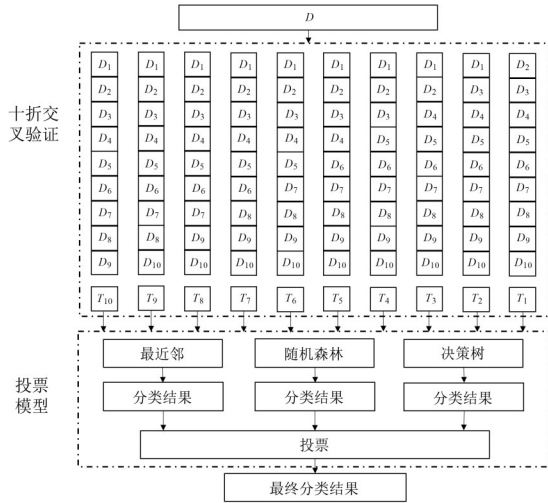 D
十折交
叉验证
D1 D1 D1 D1 D1 D1 D1 D1 D1 D2
D2 D2 D2 D2 D2 D2 D2 D2 D3 D3
D3 D3 D3 D3 D3 D3 D3 D4 D4 D4
D4 D4 D4 D4 D4 D4 D5 D5 D5 D5
D5 D5 D5 D5 D5 D6 D6 D6 D6 D6
D6 D6 D6 D6 D7 D7 D7 D7 D7 D7
D7 D7 D7 D8 D8 D8 D8 D8 D8 D8
D8 D8 D9 D9 D9 D9 D9 D9 D9 D9
D9 D10 D10 D10 D10 D10 D10 D10 D10 D10
T10 T9 T8 T7 T6 T5 T4 T3 T2 T1
投票
模型
最近邻 随机森林 决策树
分类结果 分类结果 分类结果
投票
最终分类结果